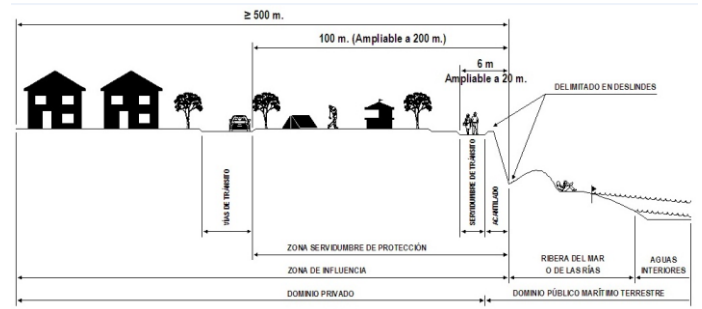 ≥ 500 m.
100 m. (Ampliable a 200 m.)
6 m
Ampliable a 20 m.
DELIMITADO EN DESLINDES
VÍAS DE TRÁNSITO
SERVIDUMBRE DE TRÁNSITO
ACANTILADO
ZONA SERVIDUMBRE DE PROTECCIÓN
ZONA DE INFLUENCIA
RIBERA DEL MAR
O DE LAS RÍAS
AGUAS
INTERIORES
DOMINIO PRIVADO
DOMINIO PÚBLICO MARÍTIMO TERRESTRE